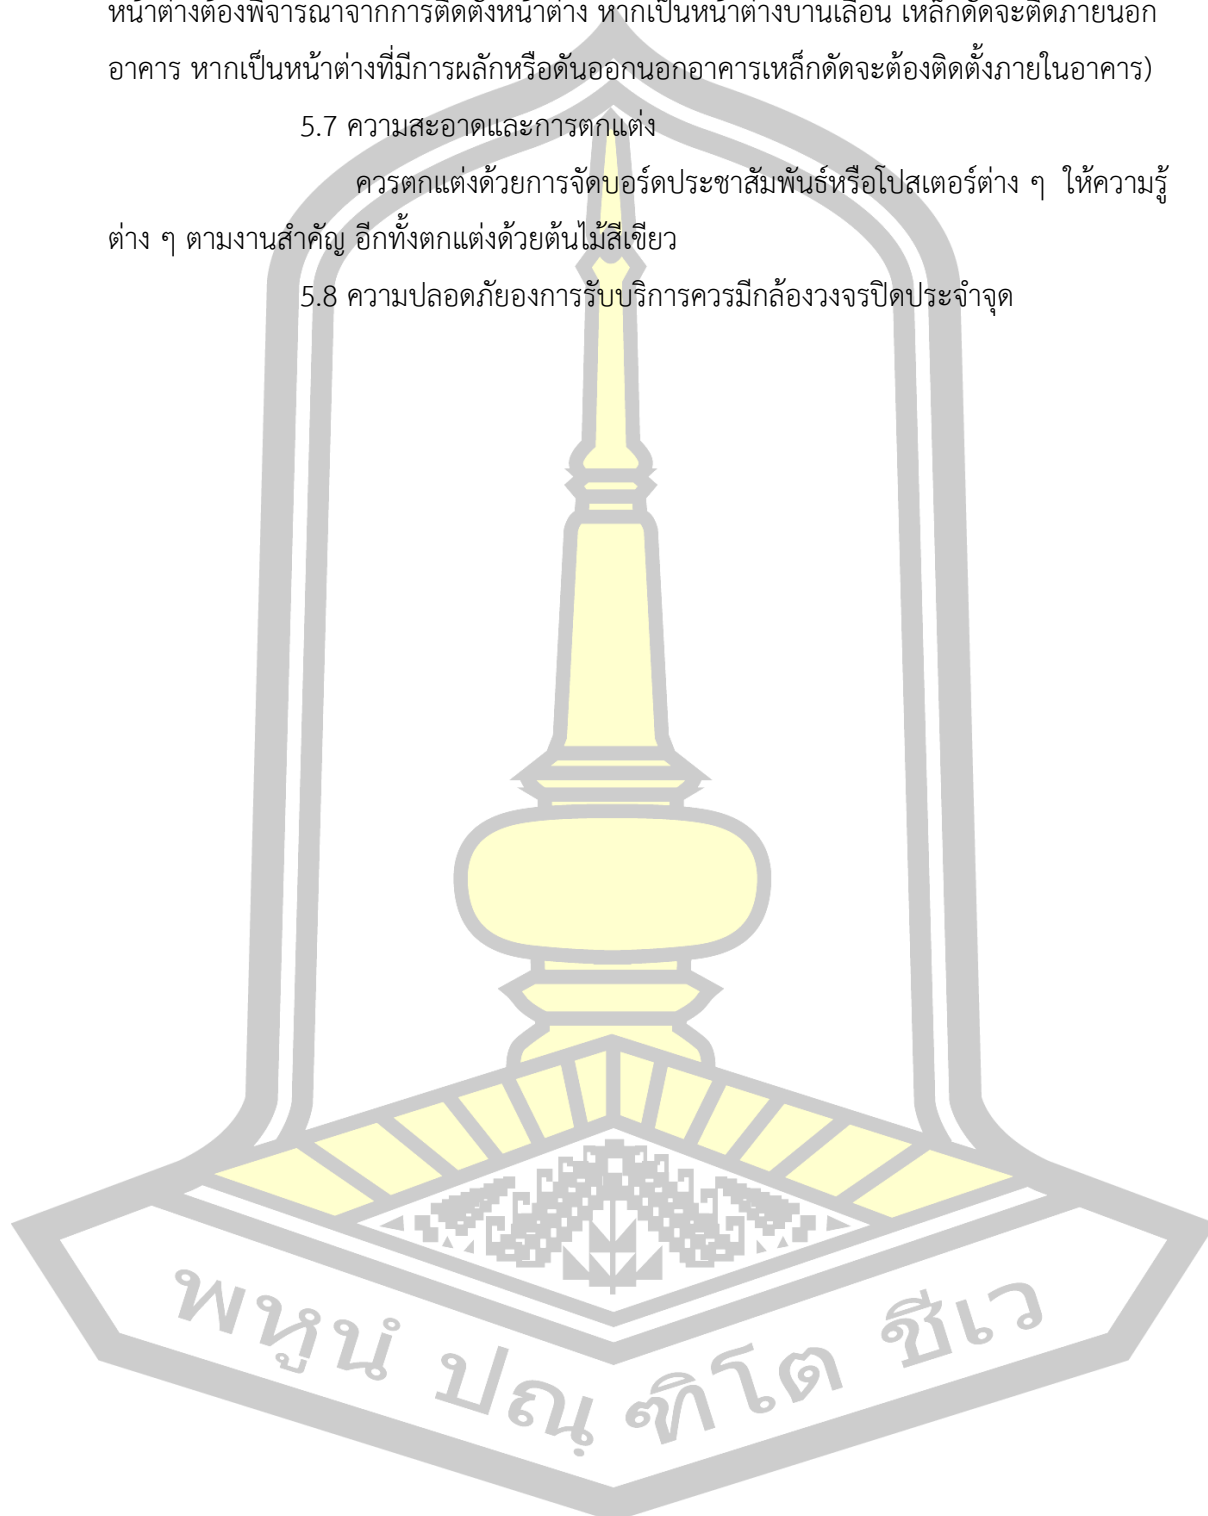 หน้าต่างต้องพิจารณาจากการติดตั้งหน้าต่าง หากเป็นหน้าต่างบานเลื่อน เหล็กดัดจะติดภายนอก
อาคาร หากเป็นหน้าต่างที่มีการผลักหรือดันออกนอกอาคารเหล็กดัดจะต้องติดตั้งภายในอาคาร)
5.7 ความสะอาดและการตกแต่ง
ควรตกแต่งด้วยการจัดบอร์ดประชาสัมพันธ์หรือโปสเตอร์ต่าง ๆ ให้ความรู้
ต่าง ๆ ตามงานสำคัญ อีกทั้งตกแต่งด้วยต้นไม้สีเขียว
5.8 ความปลอดภัยองการรับบริการควรมีกล้องวงจรปิดประจำจุด
พหูนํ ปณฺฑิโต ชีเว